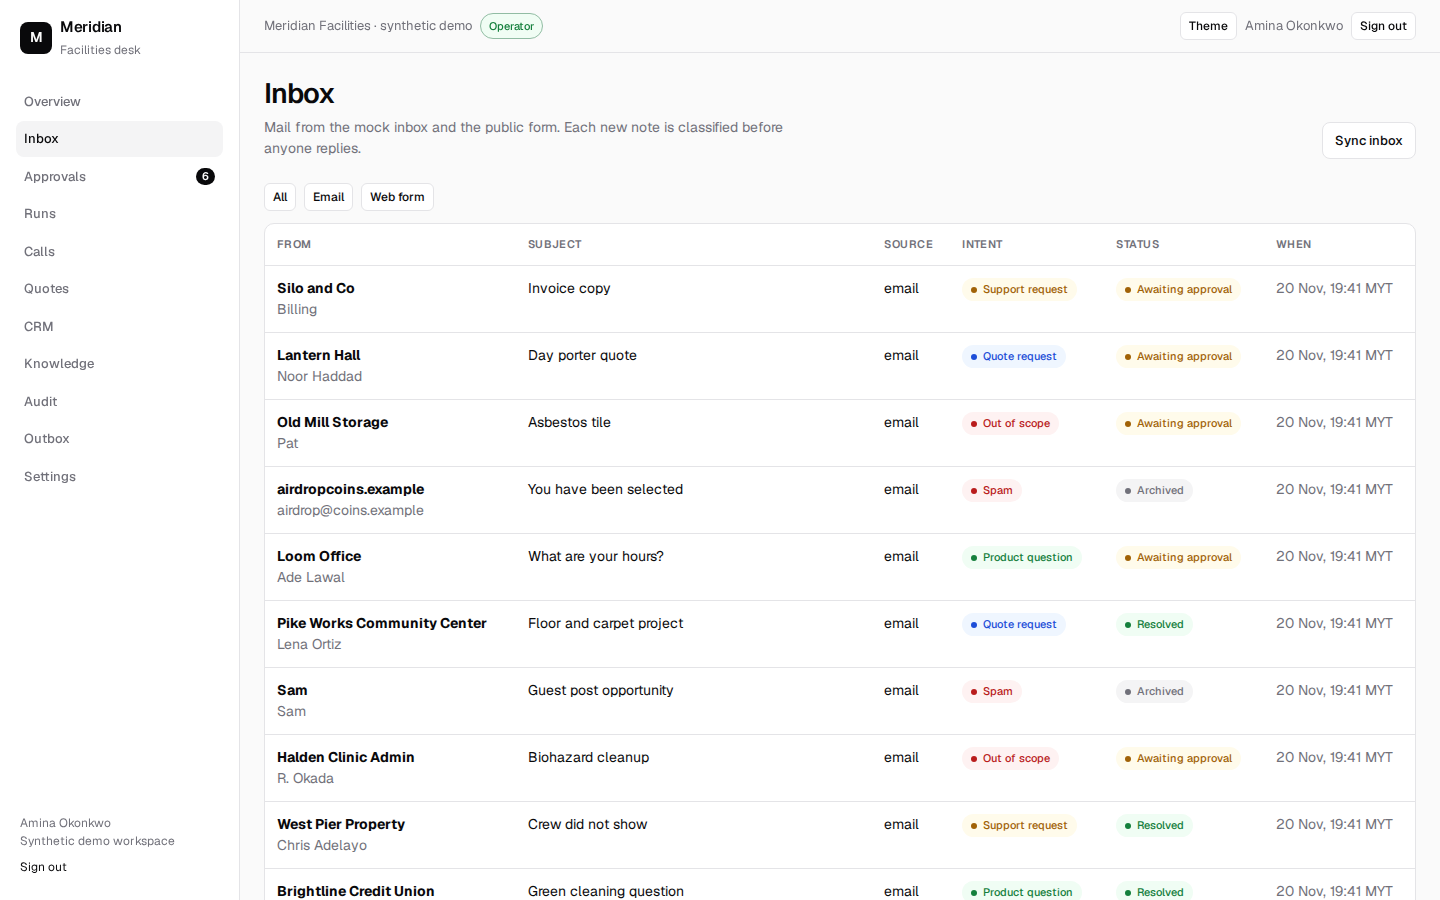 M
Meridian
Facilities desk
Overview
Inbox
Approvals 6
Runs
Calls
Quotes
CRM
Knowledge
Audit
Outbox
Settings
Amina Okonkwo
Synthetic demo workspace
Sign out
Meridian Facilities · synthetic demo Operator Theme Amina Okonkwo Sign out
Inbox
Mail from the mock inbox and the public form. Each new note is classified before
anyone replies.
Sync inbox
All Email Web form
FROM SUBJECT SOURCE INTENT STATUS WHEN
Silo and Co Invoice copy email Support request Awaiting approval 20 Nov, 19:41 MYT
Billing
Lantern Hall Day porter quote email Quote request Awaiting approval 20 Nov, 19:41 MYT
Noor Haddad
Old Mill Storage Asbestos tile email Out of scope Awaiting approval 20 Nov, 19:41 MYT
Pat
airdropcoins.example You have been selected email Spam Archived 20 Nov, 19:41 MYT
airdrop@coins.example
Loom Office What are your hours? email Product question Awaiting approval 20 Nov, 19:41 MYT
Ade Lawal
Pike Works Community Center Floor and carpet project email Quote request Resolved 20 Nov, 19:41 MYT
Lena Ortiz
Sam Guest post opportunity email Spam Archived 20 Nov, 19:41 MYT
Sam
Halden Clinic Admin Biohazard cleanup email Out of scope Awaiting approval 20 Nov, 19:41 MYT
R. Okada
West Pier Property Crew did not show email Support request Resolved 20 Nov, 19:41 MYT
Chris Adelayo
Brightline Credit Union Green cleaning question email Product question Resolved 20 Nov, 19:41 MYT